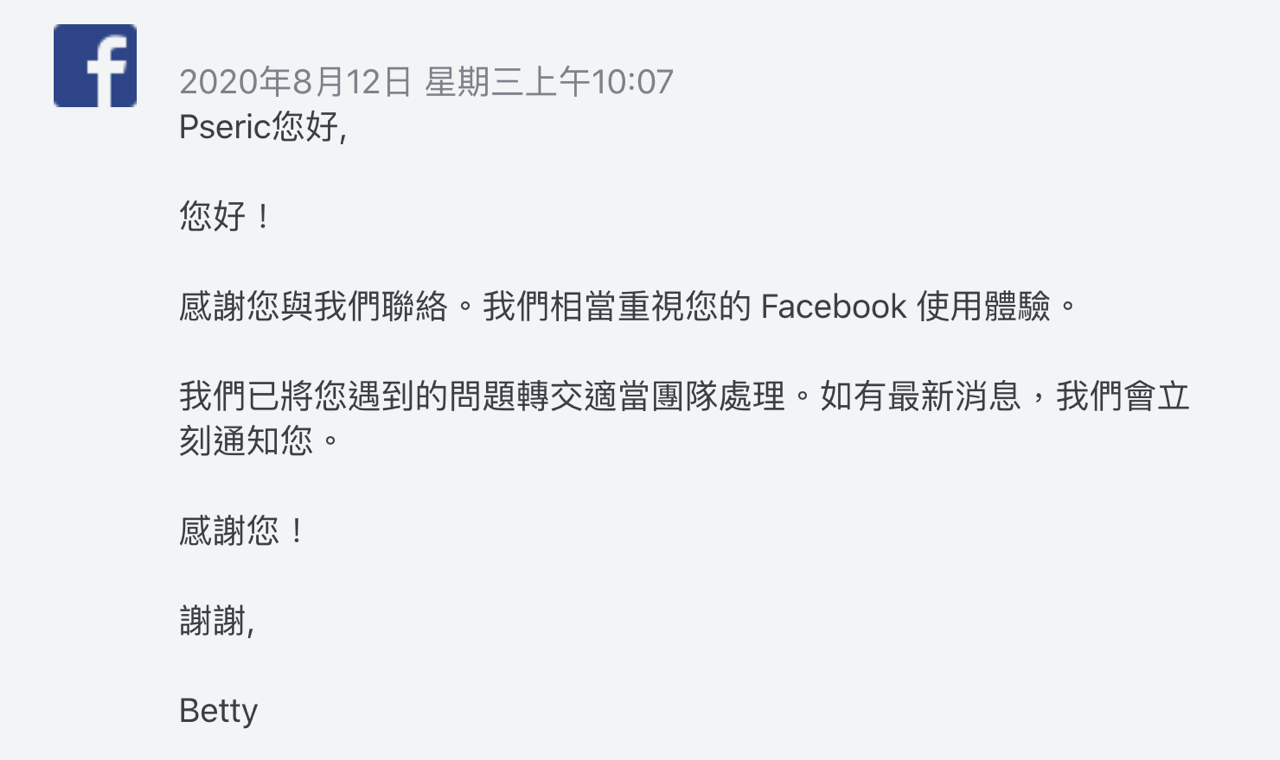 f
2020年8月12日 星期三上午10:07
Pseric您好,
您好！
感謝您與我們聯絡。我們相當重視您的 Facebook 使用體驗。
我們已將您遇到的問題轉交適當團隊處理。如有最新消息，我們會立
刻通知您。
感謝您！
謝謝,
Betty